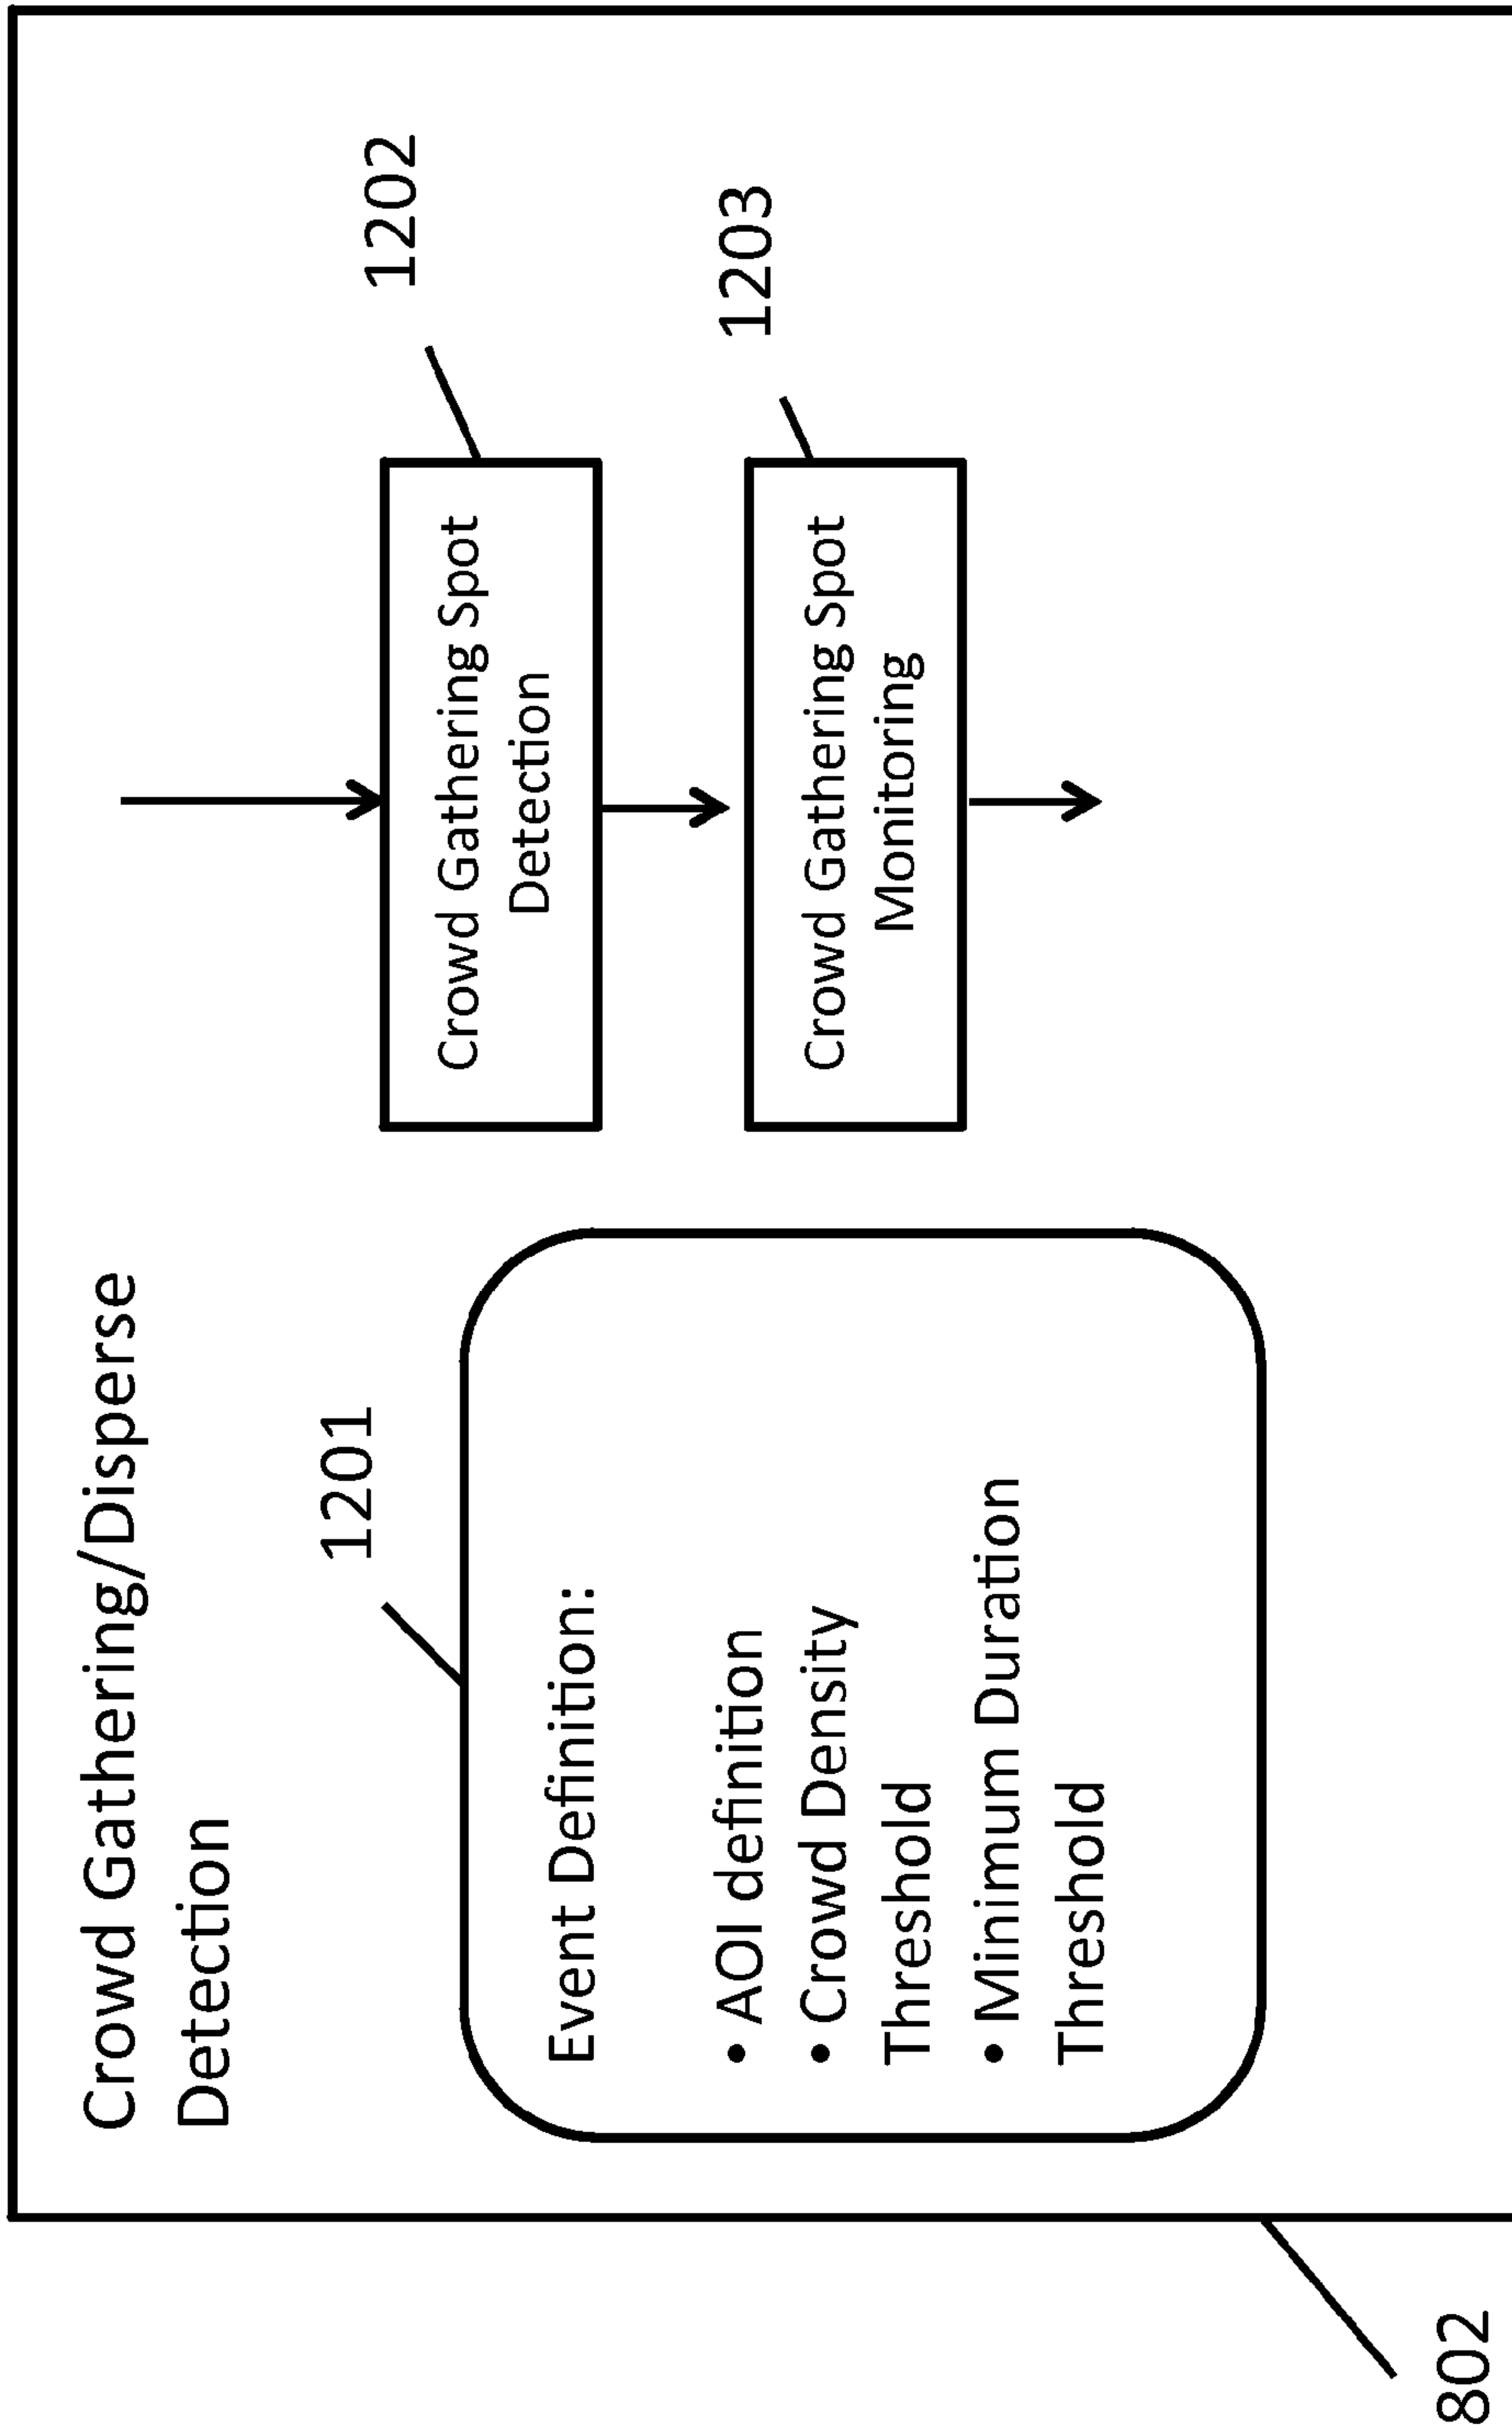 Crowd Gathering/Disperse
Detection
1201
Event Definition:
• AOI definition
• Crowd Density
Threshold
• Minimum Duration
Threshold
1202
Crowd Gathering Spot
Detection
1203
Crowd Gathering Spot
Monitoring
802